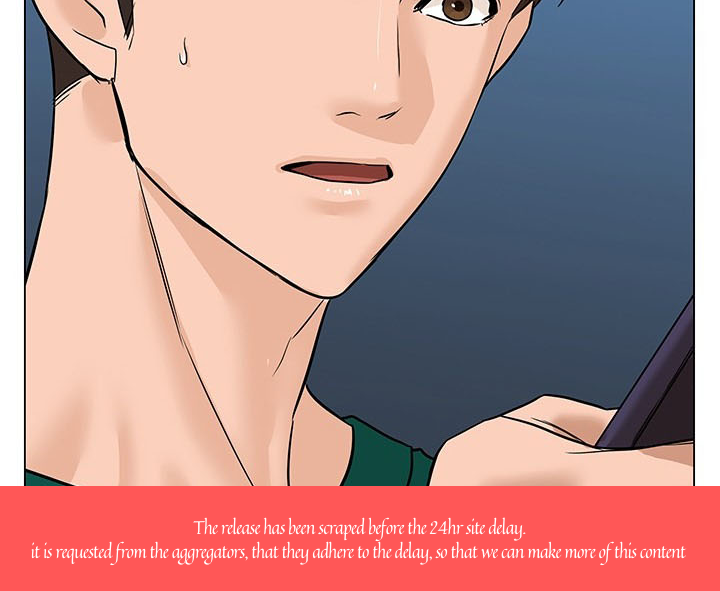 The release has been scraped before the 24hr site delay.
it is requested from the aggregators, that they adhere to the delay, so that we can make more of this content